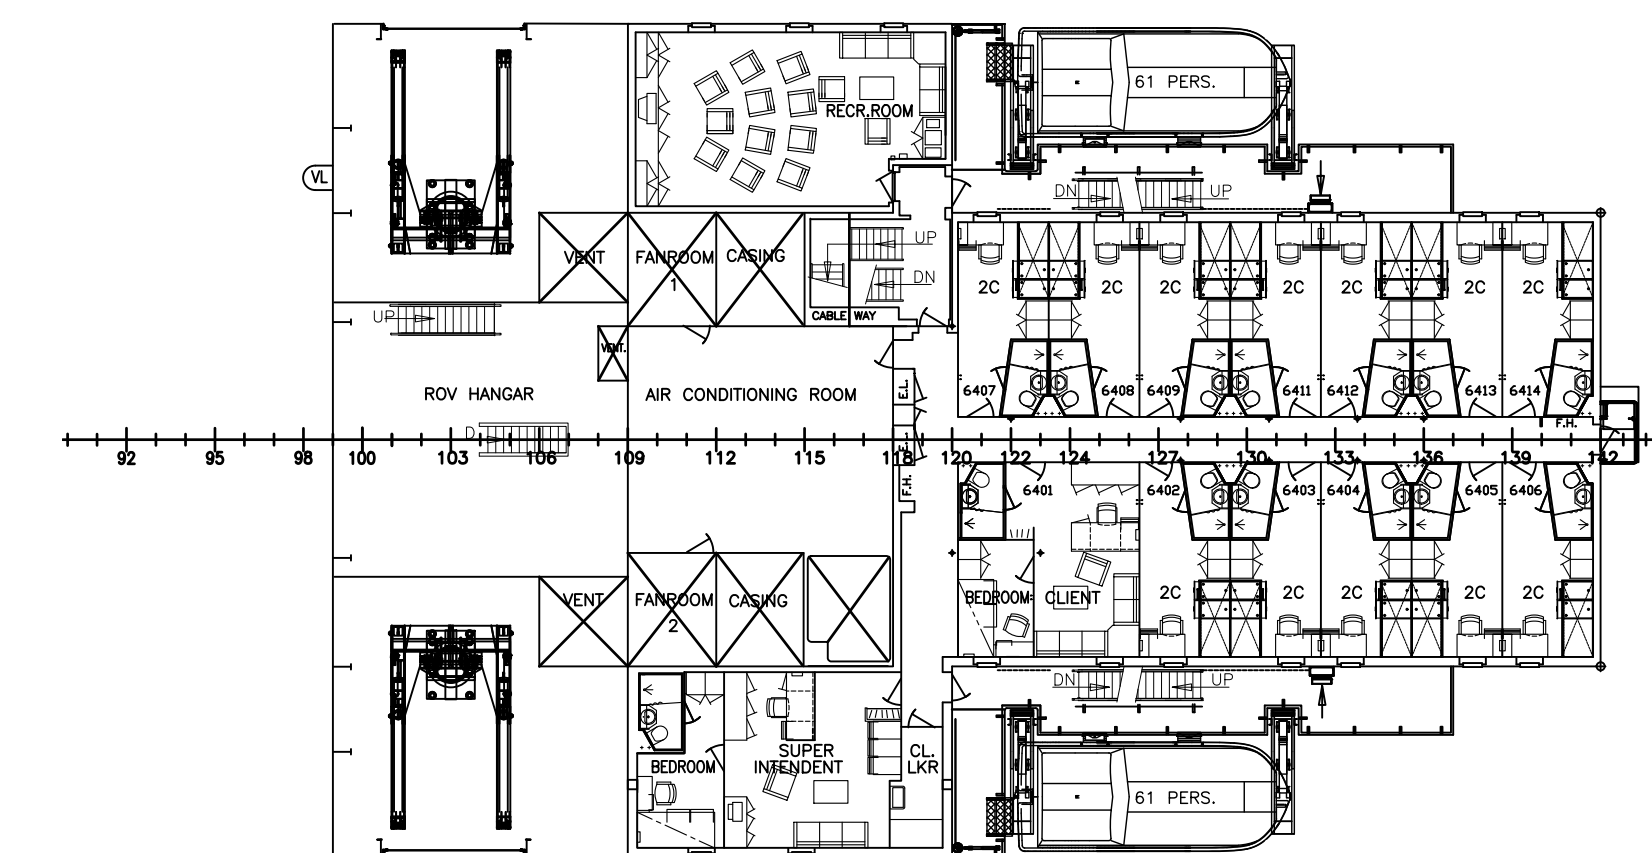 61 PERS.
RECR.ROOM
VL
DN
UP
UP
VENT
FANROOM
1
CASING
DN
2C
2C
2C
2C
2C
2C
2C
CABLE WAY
UP
VENT.
6407
6408
6409
6411
6412
6413
6414
ROV HANGAR
AIR CONDITIONING ROOM
E.L.
F.H.
92
95
98
100
103
106
109
112
115
118
120
122
124
127
130
133
136
139
142
F.H.
6401
6402
6403
6404
6405
6406
VENT
FANROOM
2
CASING
BEDROOM
CLIENT
2C
2C
2C
2C
2C
DN
UP
SUPER
INTENDENT
BEDROOM
CL.
LKR
61 PERS.